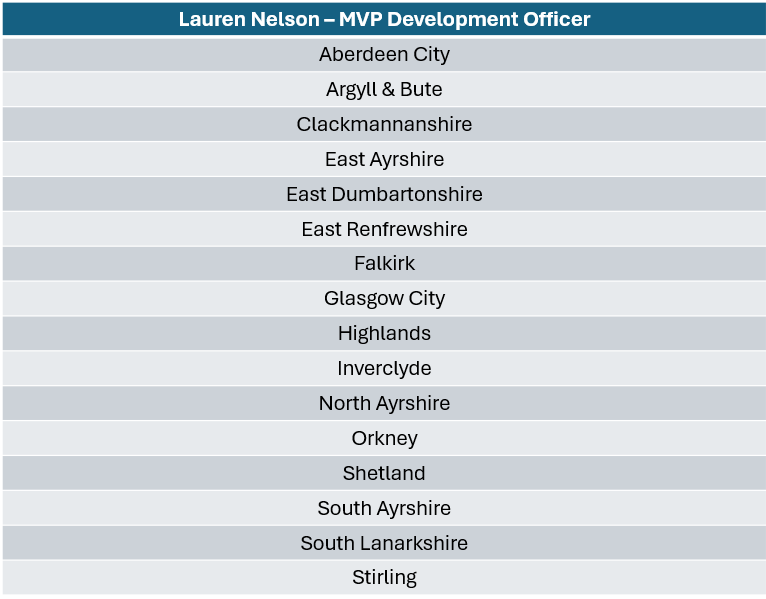 Lauren Nelson – MVP Development Officer
Aberdeen City
Argyll & Bute
Clackmannanshire
East Ayrshire
East Dumbartonshire
East Renfrewshire
Falkirk
Glasgow City
Highlands
Inverclyde
North Ayrshire
Orkney
Shetland
South Ayrshire
South Lanarkshire
Stirling